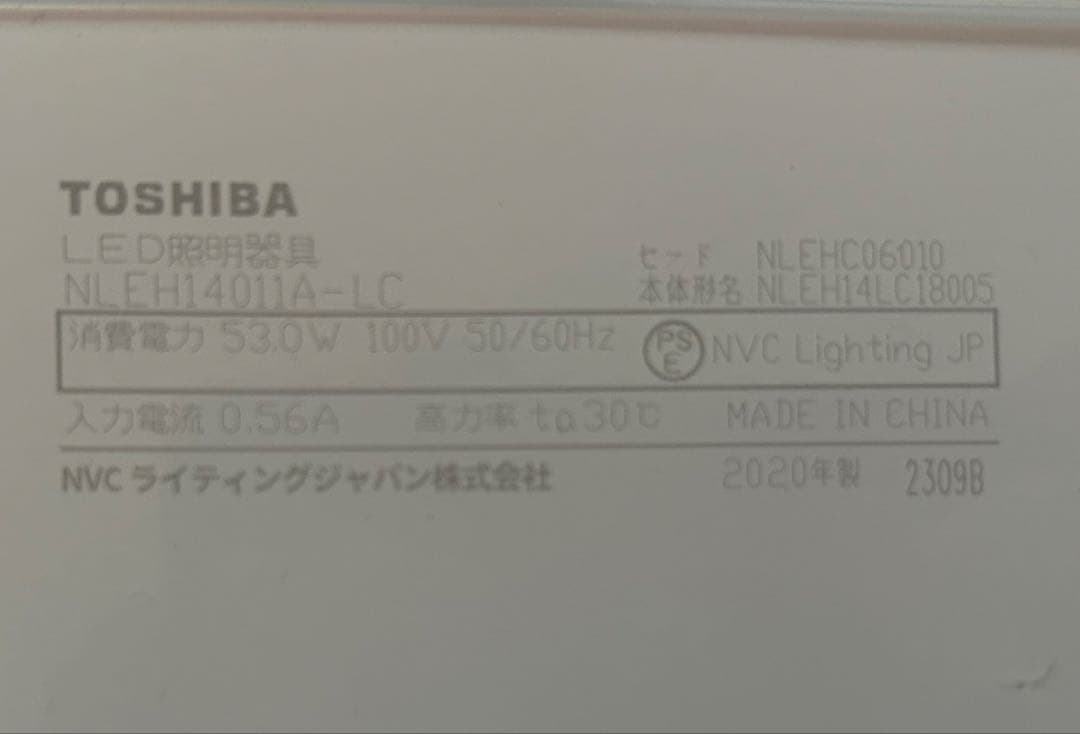 TOSHIBA
LED照明器具
セード NLEHC06010
NLEH14011A-LC
本体形名 NLEH14LC18005
消費電力 53.0W 100V 50/60Hz PSE NVC Lighting JP
入力電流 0.56A 高力率 ta30℃ MADE IN CHINA
NVC ライティングジャパン株式会社 2020年製 2309B